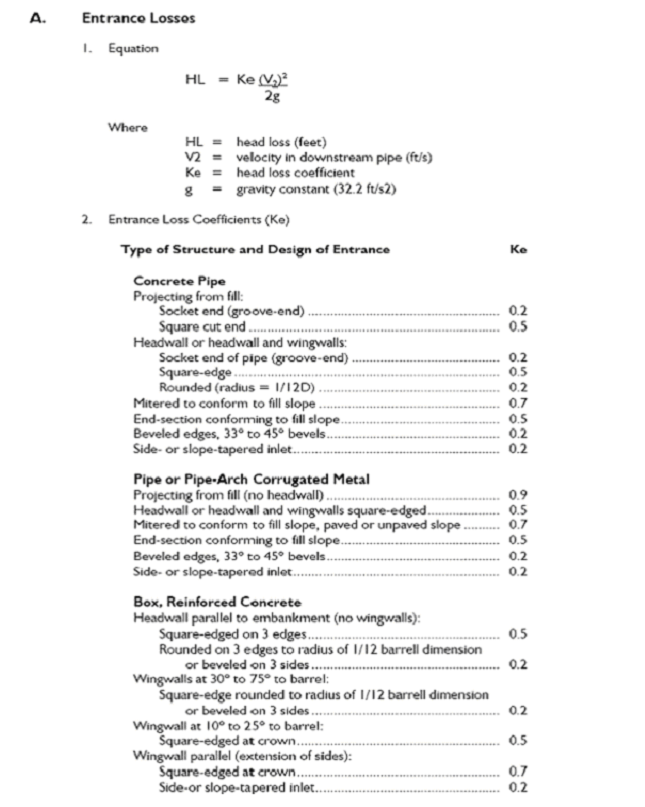 A. Entrance Losses
1. Equation
HL = Ke (V₂)²
2g
Where
HL = head loss (feet)
V2 = velocity in downstream pipe (ft/s)
Ke = head loss coefficient
g = gravity constant (32.2 ft/s2)
2. Entrance Loss Coefficients (Ke)
Type of Structure and Design of Entrance Ke
Concrete Pipe
Projecting from fill:
Socket end (groove-end) 0.2
Square cut end 0.5
Headwall or headwall and wingwalls:
Socket end of pipe (groove-end) 0.2
Square-edge 0.5
Rounded (radius = 1/12D) 0.2
Mitered to conform to fill slope 0.7
End-section conforming to fill slope 0.5
Beveled edges, 33° to 45° bevels 0.2
Side- or slope-tapered inlet 0.2
Pipe or Pipe-Arch Corrugated Metal
Projecting from fill (no headwall) 0.9
Headwall or headwall and wingwalls square-edged 0.5
Mitered to conform to fill slope, paved or unpaved slope 0.7
End-section conforming to fill slope 0.5
Beveled edges, 33° to 45° bevels 0.2
Side- or slope-tapered inlet 0.2
Box, Reinforced Concrete
Headwall parallel to embankment (no wingwalls):
Square-edged on 3 edges 0.5
Rounded on 3 edges to radius of 1/12 barrell dimension
or beveled on 3 sides 0.2
Wingwalls at 30° to 75° to barrel:
Square-edge rounded to radius of 1/12 barrell dimension
or beveled on 3 sides 0.2
Wingwall at 10° to 25° to barrel:
Square-edged at crown 0.5
Wingwall parallel (extension of sides):
Square-edged at crown 0.7
Side-or slope-tapered inlet 0.2